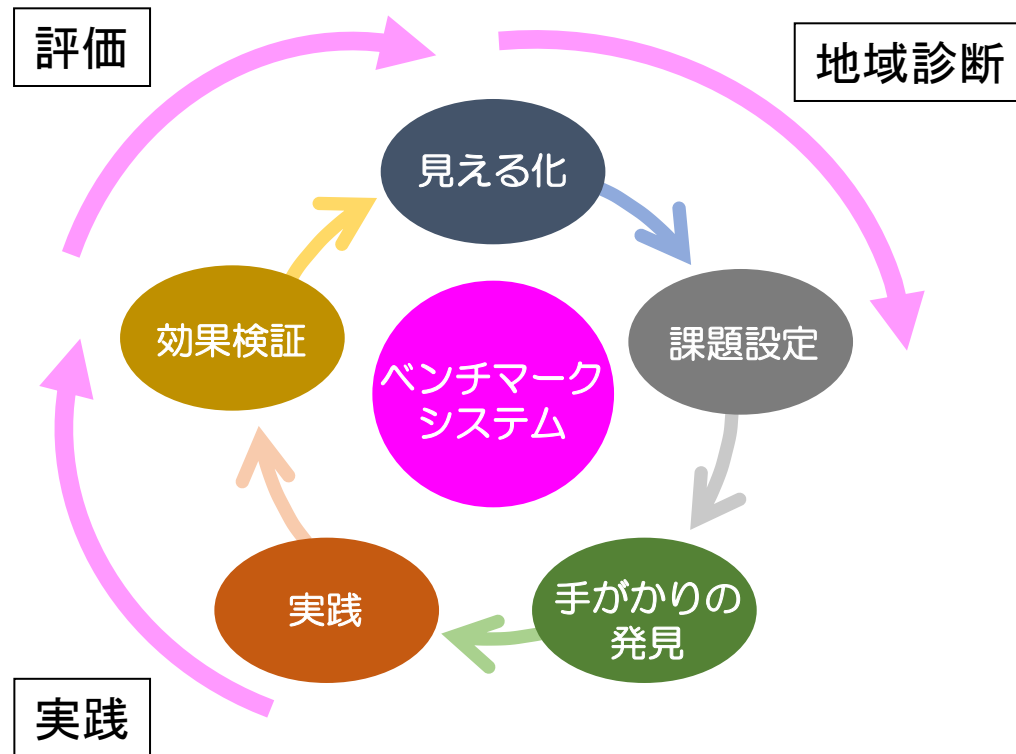 評価
地域診断
見える化
効果検証
課題設定
ベンチマーク
システム
実践
手がかりの
発見
実践